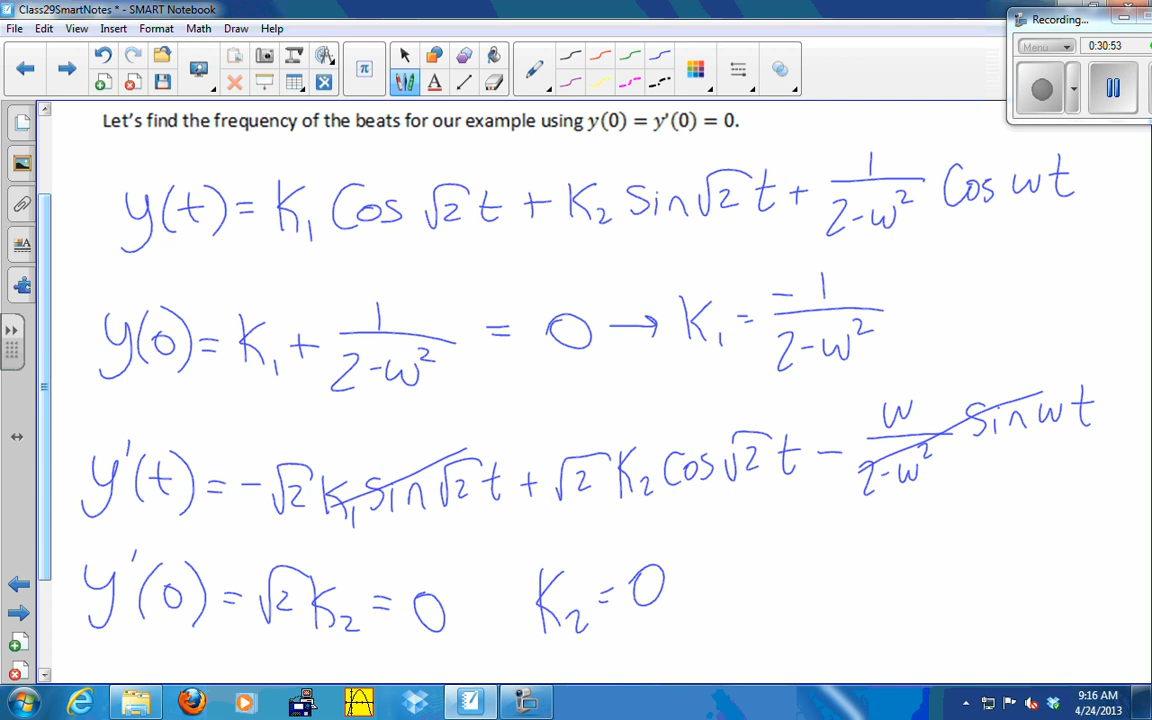 Class29SmartNotes * - SMART Notebook
File Edit View Insert Format Math Draw Help
Recording...
Menu
0:30:53
π
A
Let's find the frequency of the beats for our example using y(0) = y'(0) = 0.
y(t) = K₁ Cos √2 t + K₂ Sin √2 t + 1/(2-w²) Cos wt
y(0) = K₁ + 1/(2-w²) = 0 → K₁ = -1/(2-w²)
y'(t) = -√2 K₁ sin √2 t + √2 K₂ Cos √2 t - w/(2-w²) sin wt
y'(0) = √2 K₂ = 0 K₂ = 0
9:16 AM
4/24/2013